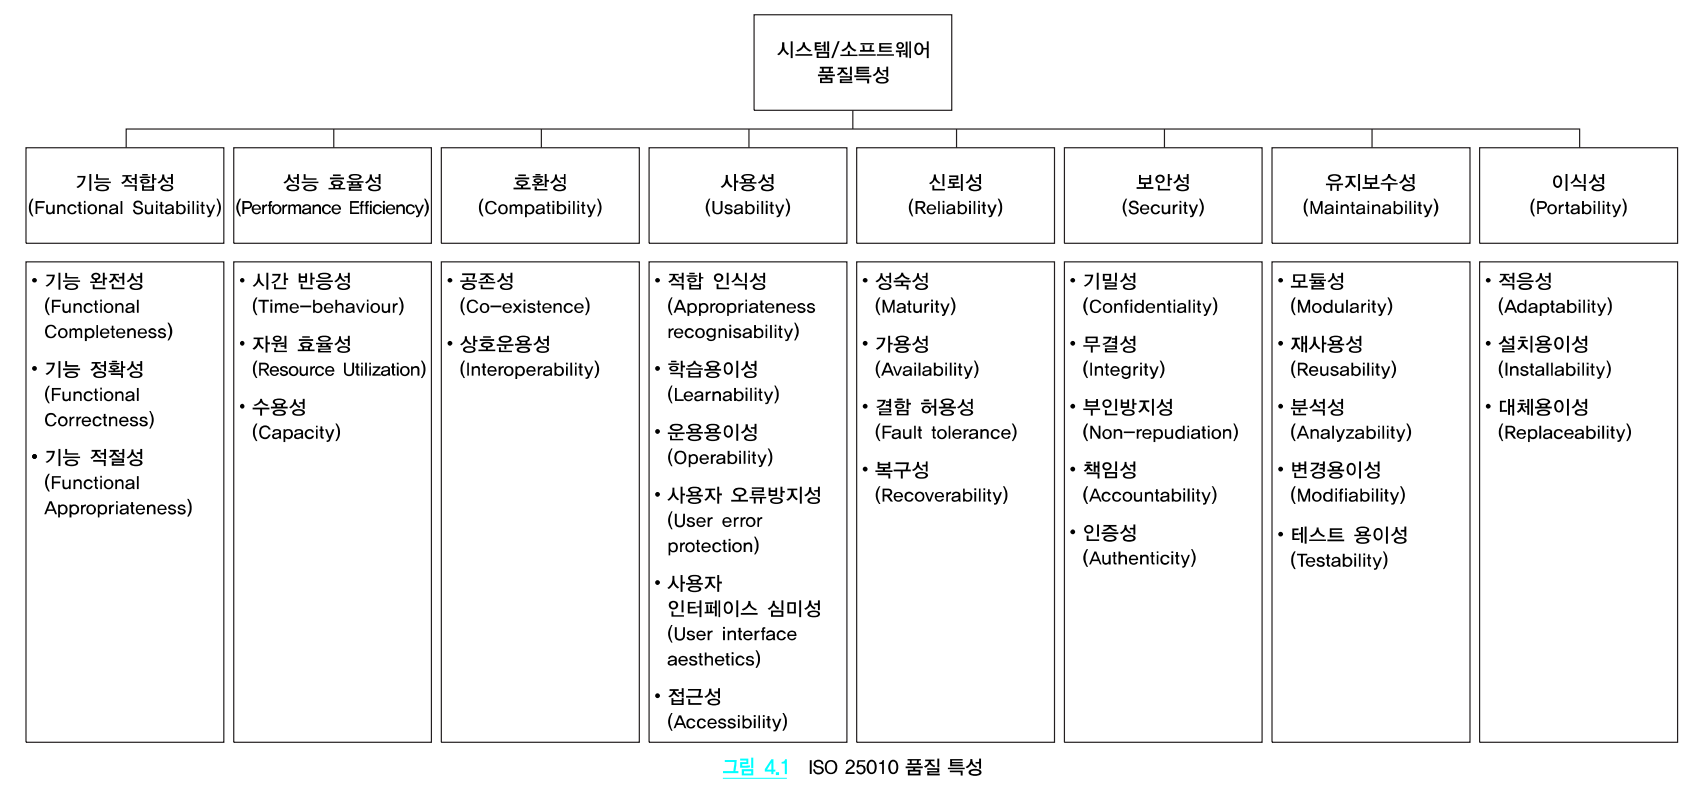 시스템/소프트웨어
품질특성
기능 적합성
(Functional Suitability)
성능 효율성
(Performance Efficiency)
호환성
(Compatibility)
사용성
(Usability)
신뢰성
(Reliability)
보안성
(Security)
유지보수성
(Maintainability)
이식성
(Portability)
• 기능 완전성
(Functional
Completeness)
• 기능 정확성
(Functional
Correctness)
• 기능 적절성
(Functional
Appropriateness)
• 시간 반응성
(Time-behaviour)
• 자원 효율성
(Resource Utilization)
• 수용성
(Capacity)
• 공존성
(Co-existence)
• 상호운용성
(Interoperability)
• 적합 인식성
(Appropriateness
recognisability)
• 학습용이성
(Learnability)
• 운용용이성
(Operability)
• 사용자 오류방지성
(User error
protection)
• 사용자
인터페이스 심미성
(User interface
aesthetics)
• 접근성
(Accessibility)
• 성숙성
(Maturity)
• 가용성
(Availability)
• 결함 허용성
(Fault tolerance)
• 복구성
(Recoverability)
• 기밀성
(Confidentiality)
• 무결성
(Integrity)
• 부인방지성
(Non-repudiation)
• 책임성
(Accountability)
• 인증성
(Authenticity)
• 모듈성
(Modularity)
• 재사용성
(Reusability)
• 분석성
(Analyzability)
• 변경용이성
(Modifiability)
• 테스트 용이성
(Testability)
• 적응성
(Adaptability)
• 설치용이성
(Installability)
• 대체용이성
(Replaceability)
그림 4.1 ISO 25010 품질 특성